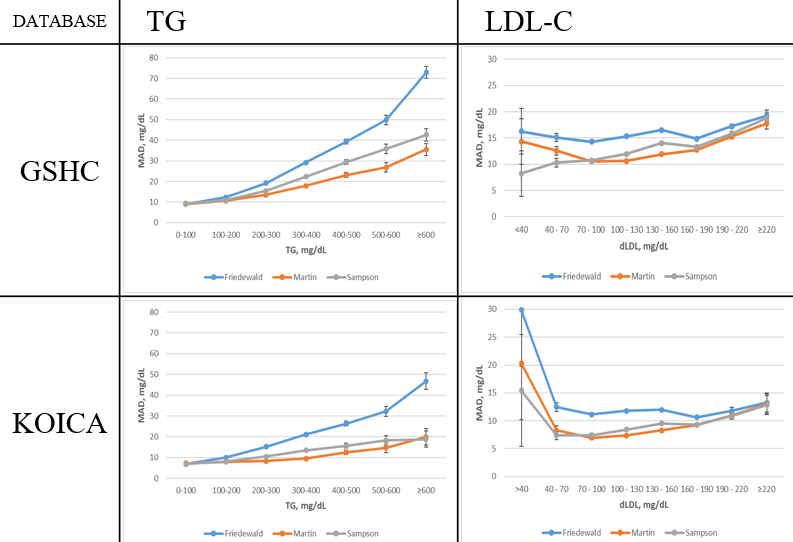 DATABASE
TG
LDL-C
GSHC
MAD, mg/dL
80
70
60
50
40
30
20
10
0
0-100 100-200 200-300 300-400 400-500 500-600 ≥600
TG, mg/dL
Friedewald Martin Sampson
MAD, mg/dL
30
25
20
15
10
5
0
<40 40 - 70 70 - 100 100 - 130 130 - 160 160 - 190 190 - 220 ≥220
dLDL, mg/dL
Friedewald Martin Sampson
KOICA
MAD, mg/dL
80
70
60
50
40
30
20
10
0
0-100 100-200 200-300 300-400 400-500 500-600 ≥600
TG, mg/dL
Friedewald Martin Sampson
MAD, mg/dL
30
25
20
15
10
5
0
>40 40 - 70 70 - 100 100 - 130 130 - 160 160 - 190 190 - 220 ≥220
dLDL, mg/dL
Friedewald Martin Sampson